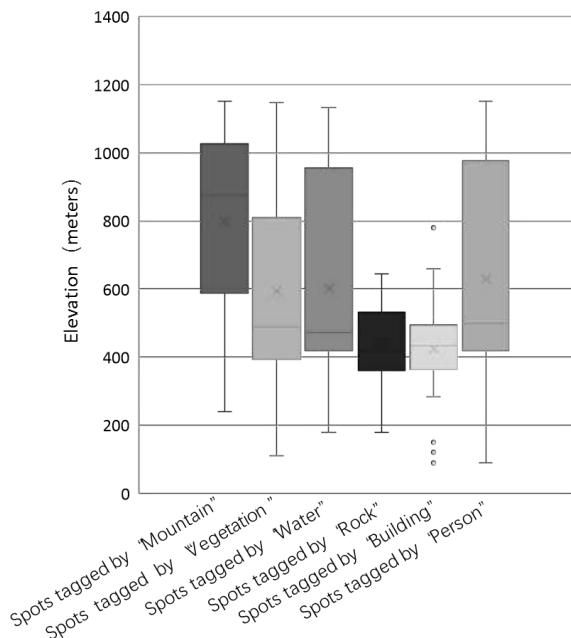 1400
1200
1000
800
600
400
200
0
Elevation (meters)
Spots tagged by "Mountain"
Spots tagged by "Vegetation"
Spots tagged by "Water"
Spots tagged by "Rock"
Spots tagged by "Building"
Spots tagged by "Person"